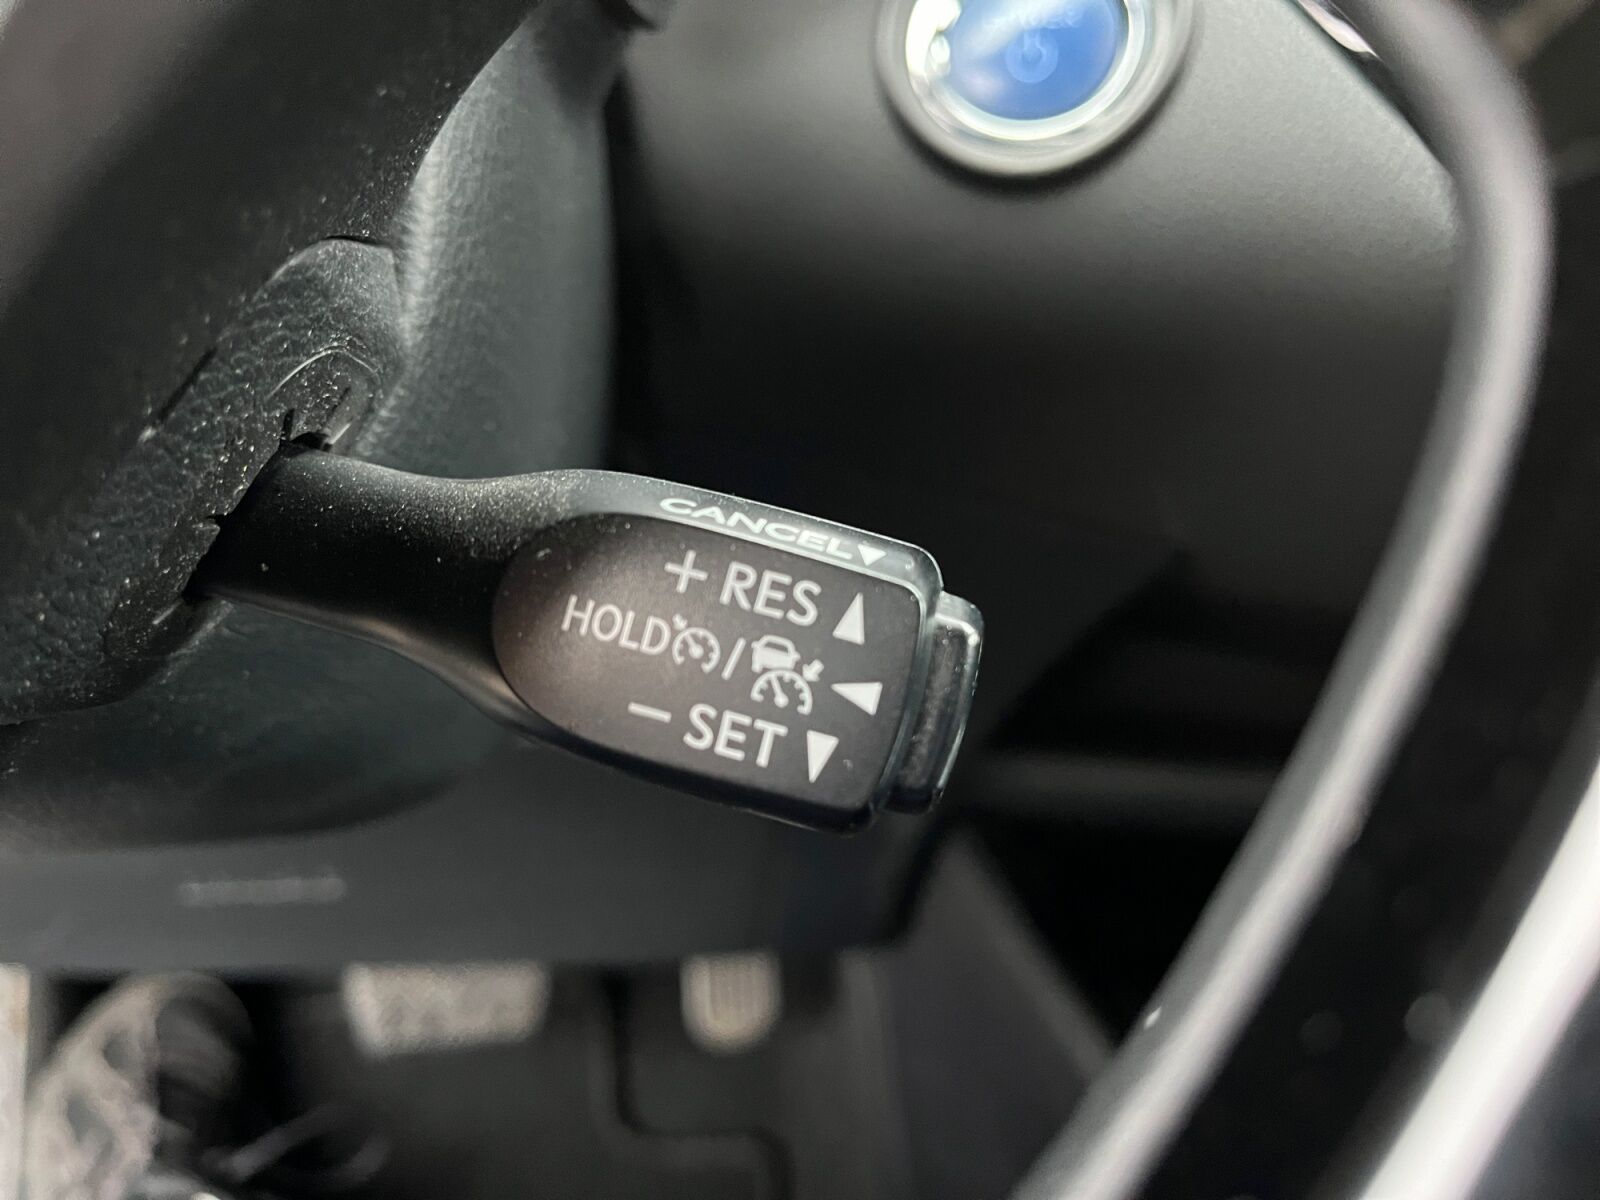 CANCEL▼
+ RES ▲
HOLD /
− SET ▼